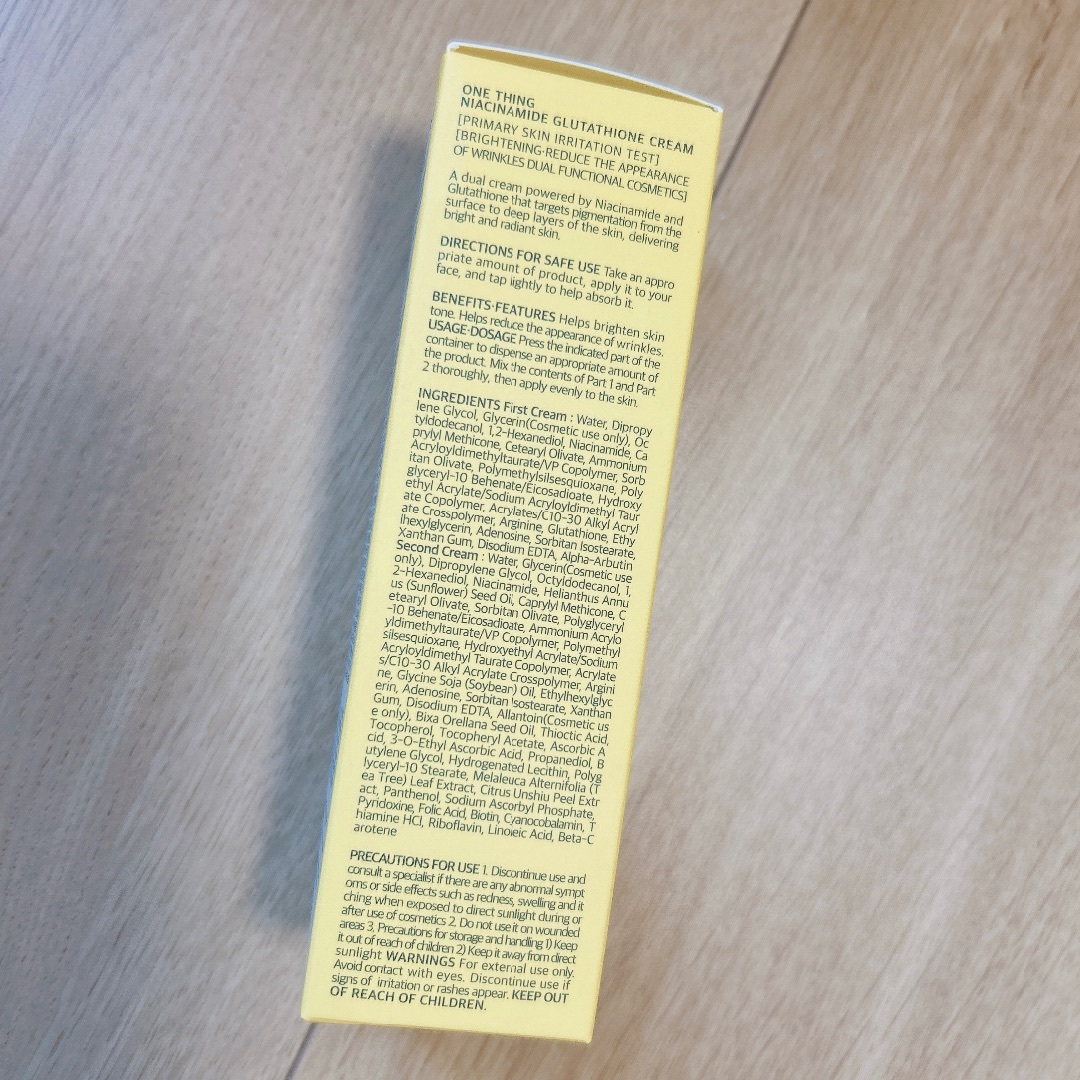 ONE THING
NIACINAMIDE GLUTATHIONE CREAM
[PRIMARY SKIN IRRITATION TEST]
[BRIGHTENING·REDUCE THE APPEARANCE
OF WRINKLES DUAL FUNCTIONAL COSMETICS]
A dual cream powered by Niacinamide and
Glutathione that targets pigmentation from the
surface to deep layers of the skin, delivering
bright and radiant skin.
DIRECTIONS FOR SAFE USE Take an appro
priate amount of product, apply it to your
face, and tap lightly to help absorb it.
BENEFITS·FEATURES Helps brighten skin
tone. Helps reduce the appearance of wrinkles.
USAGE·DOSAGE Press the indicated part of the
container to dispense an appropriate amount of
the product. Mix the contents of Part 1 and Part
2 thoroughly, then apply evenly to the skin.
INGREDIENTS First Cream : Water, Dipropy
lene Glycol, Glycerin(Cosmetic use only), Oc
tyldodecanol, 1,2-Hexanediol, Niacinamide, Ca
prylyl Methicone, Cetearyl Olivate, Ammonium
Acryloyldimethyltaurate/VP Copolymer, Sorb
itan Olivate, Polymethylsilsesquioxane, Poly
glyceryl-10 Behenate/Eicosadioate, Hydroxy
ethyl Acrylate/Sodium Acryloyldimethyl Taur
ate Copolymer, Acrylates/C10-30 Alkyl Acryl
ate Crosspolymer, Arginine, Glutathione, Ethy
lhexylglycerin, Adenosine, Sorbitan Isostearate,
Xanthan Gum, Disodium EDTA, Alpha-Arbutin
Second Cream : Water, Glycerin(Cosmetic use
only), Dipropylene Glycol, Octyldodecanol, 1,
2-Hexanediol, Niacinamide, Helianthus Annu
us (Sunflower) Seed Oil, Caprylyl Methicone, C
etearyl Olivate, Sorbitan Olivate, Polyglyceryl
-10 Behenate/Eicosadioate, Ammonium Acrylo
yldimethyltaurate/VP Copolymer, Polymethyl
silsesquioxane, Hydroxyethyl Acrylate/Sodium
Acryloyldimethyl Taurate Copolymer, Acrylate
s/C10-30 Alkyl Acrylate Crosspolymer, Argini
ne, Glycine Soja (Soybean) Oil, Ethylhexylglyc
erin, Adenosine, Sorbitan Isostearate, Xanthan
Gum, Disodium EDTA, Allantoin(Cosmetic us
e only), Bixa Orellana Seed Oil, Thioctic Acid,
Tocopherol, Tocopheryl Acetate, Ascorbic A
cid, 3-O-Ethyl Ascorbic Acid, Propanediol, B
utylene Glycol, Hydrogenated Lecithin, Polyg
lyceryl-10 Stearate, Melaleuca Alternifolia (T
ea Tree) Leaf Extract, Citrus Unshiu Peel Extr
act, Panthenol, Sodium Ascorbyl Phosphate,
Pyridoxine, Folic Acid, Biotin, Cyanocobalamin, T
hiamine HCl, Riboflavin, Linoleic Acid, Beta-C
arotene
PRECAUTIONS FOR USE 1. Discontinue use and
consult a specialist if there are any abnormal sympt
oms or side effects such as redness, swelling and it
ching when exposed to direct sunlight during or
after use of cosmetics 2. Do not use it on wounded
areas 3. Precautions for storage and handling 1) Keep
it out of reach of children 2) Keep it away from direct
sunlight WARNINGS For external use only.
Avoid contact with eyes. Discontinue use if
signs of irritation or rashes appear. KEEP OUT
OF REACH OF CHILDREN.